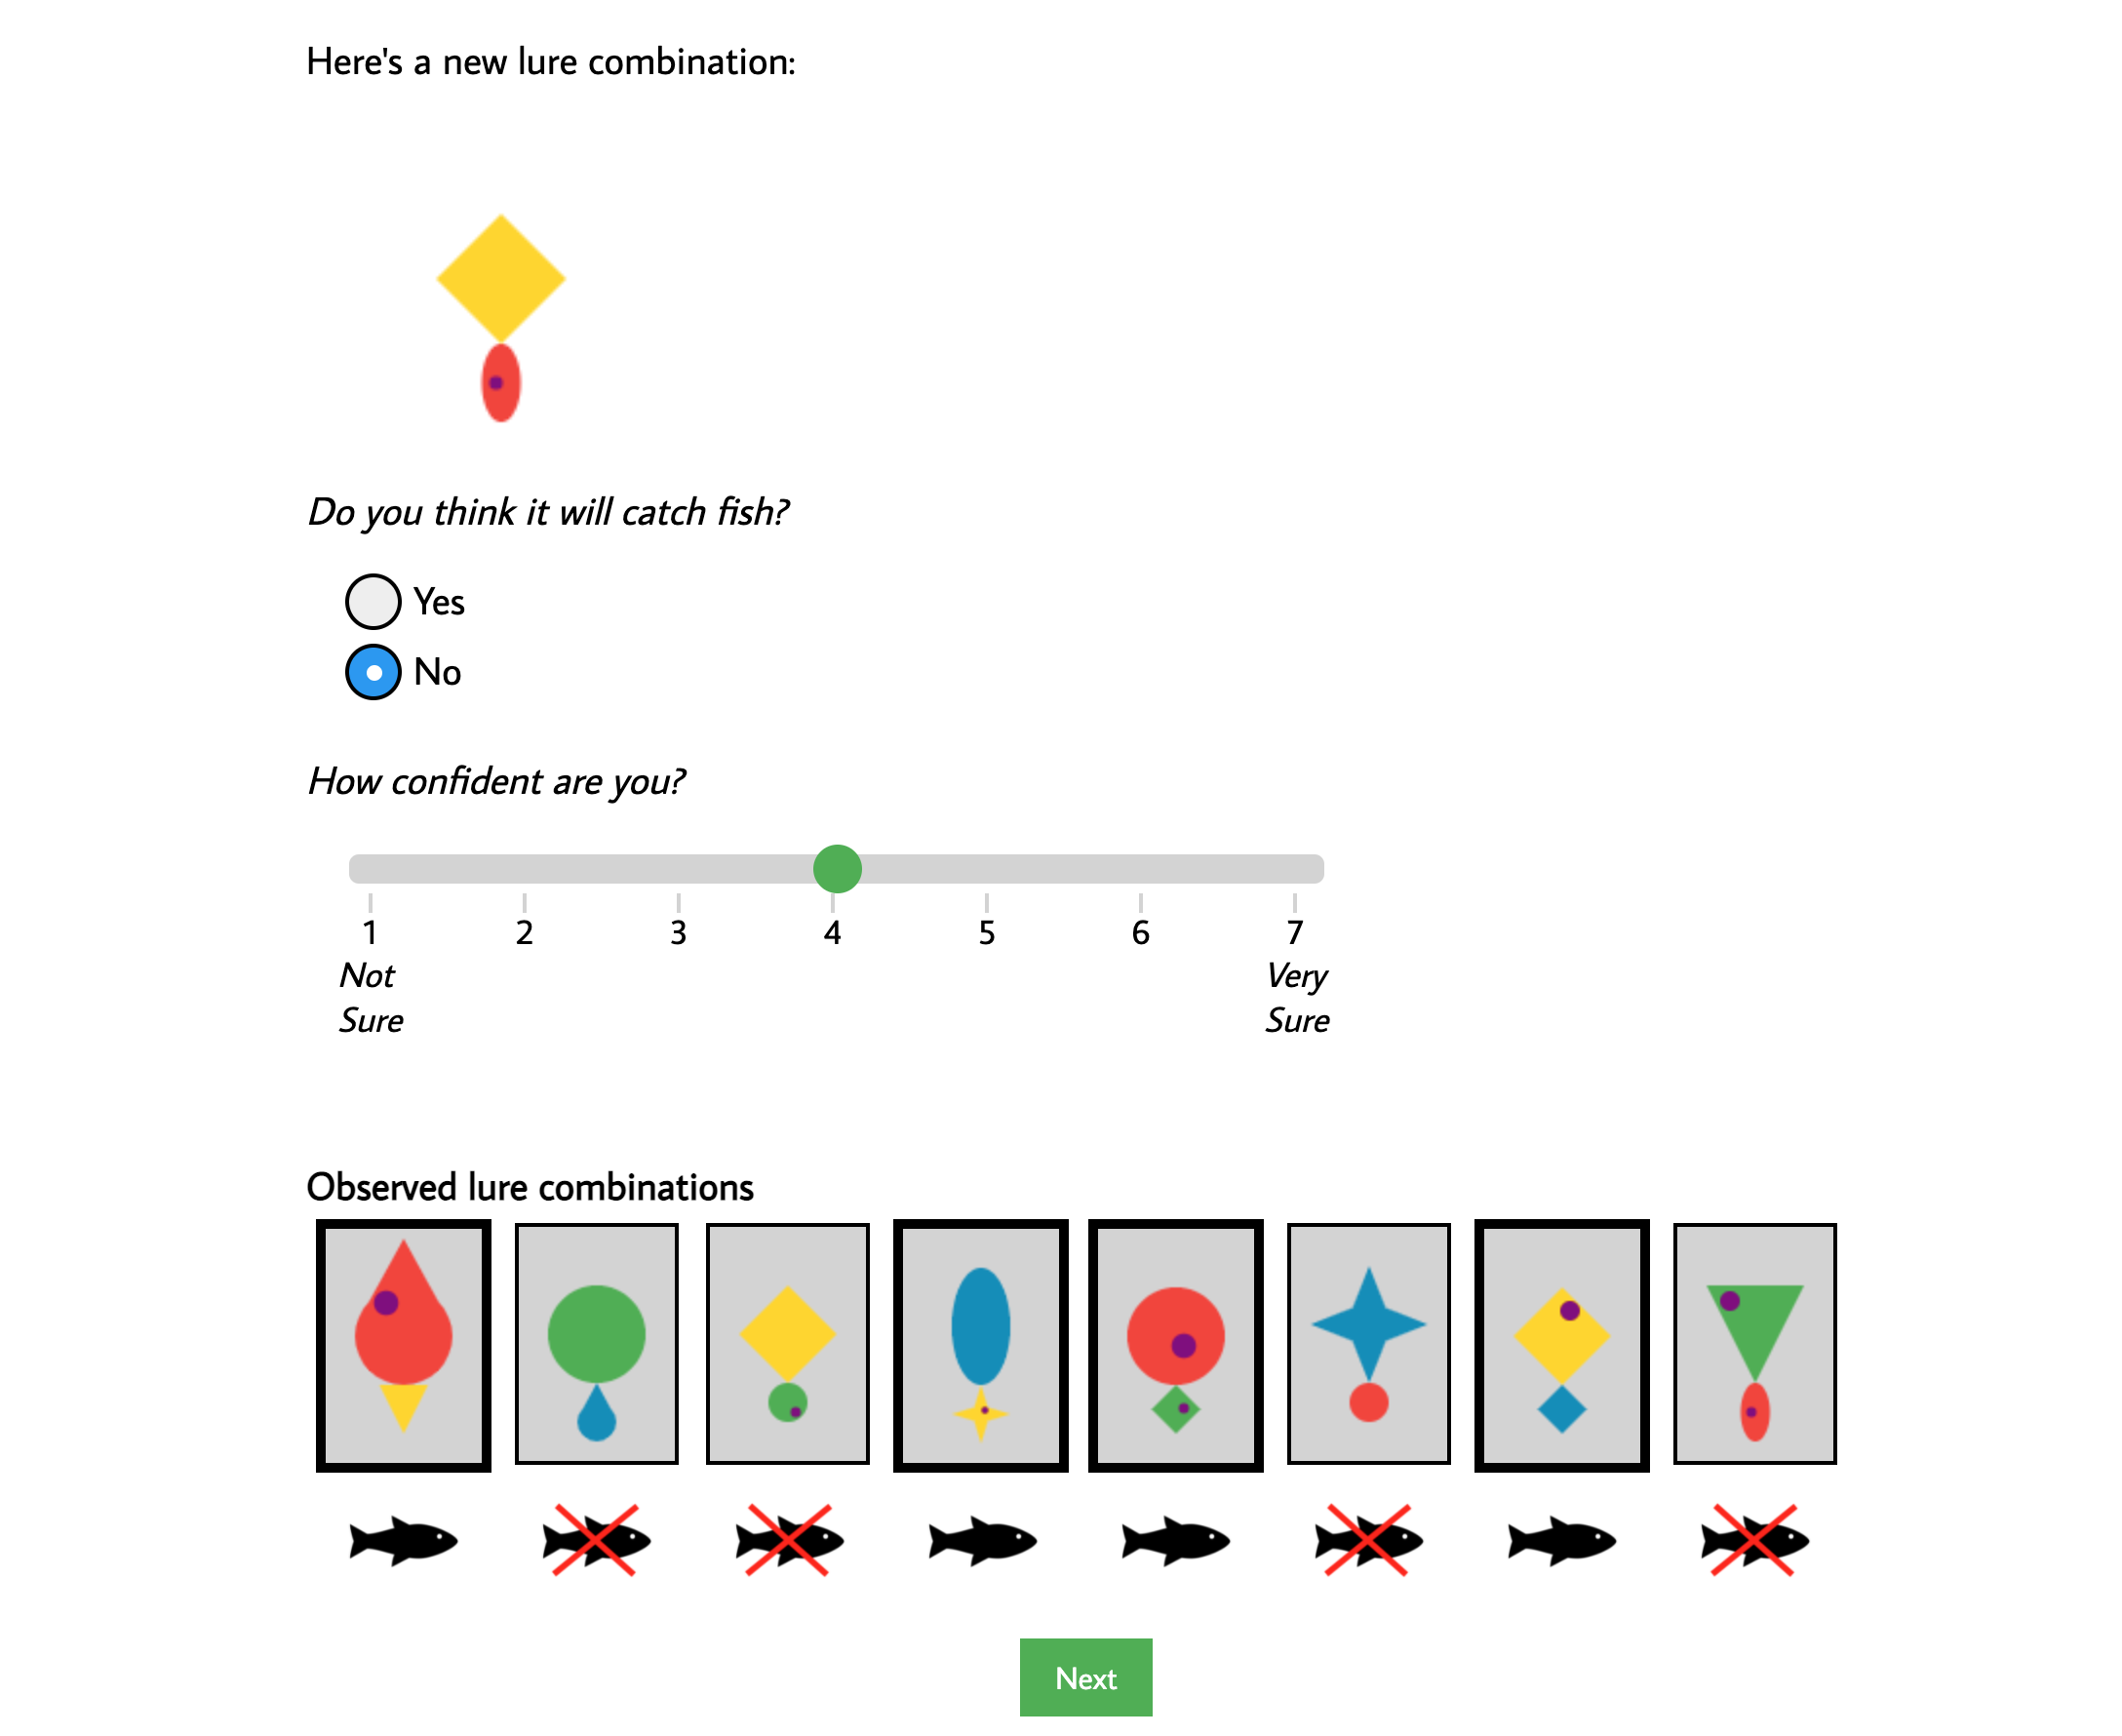 Here's a new lure combination:
Do you think it will catch fish?
Yes
No
How confident are you?
1 2 3 4 5 6 7
Not Sure
Very Sure
Observed lure combinations
Next